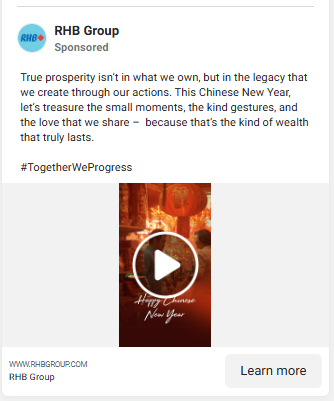 RHB
RHB Group
Sponsored
True prosperity isn't in what we own, but in the legacy that
we create through our actions. This Chinese New Year,
let's treasure the small moments, the kind gestures, and
the love that we share – because that's the kind of wealth
that truly lasts.
#TogetherWeProgress
Happy Chinese
New Year
WWW.RHBGROUP.COM
RHB Group
Learn more